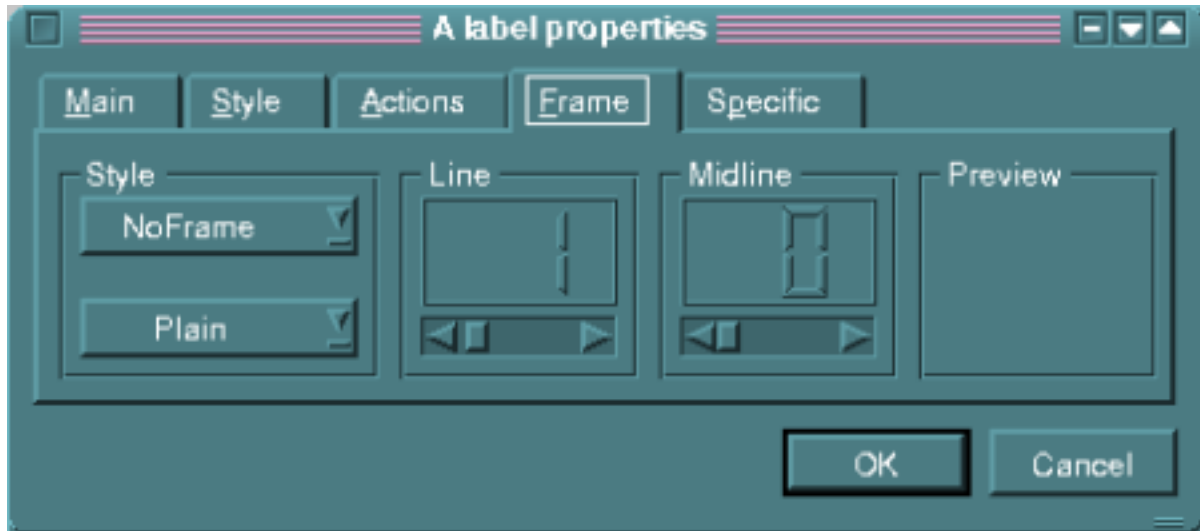 A label properties
Main Style Actions Frame Specific
Style Line Midline Preview
NoFrame 1 0
Plain
OK Cancel